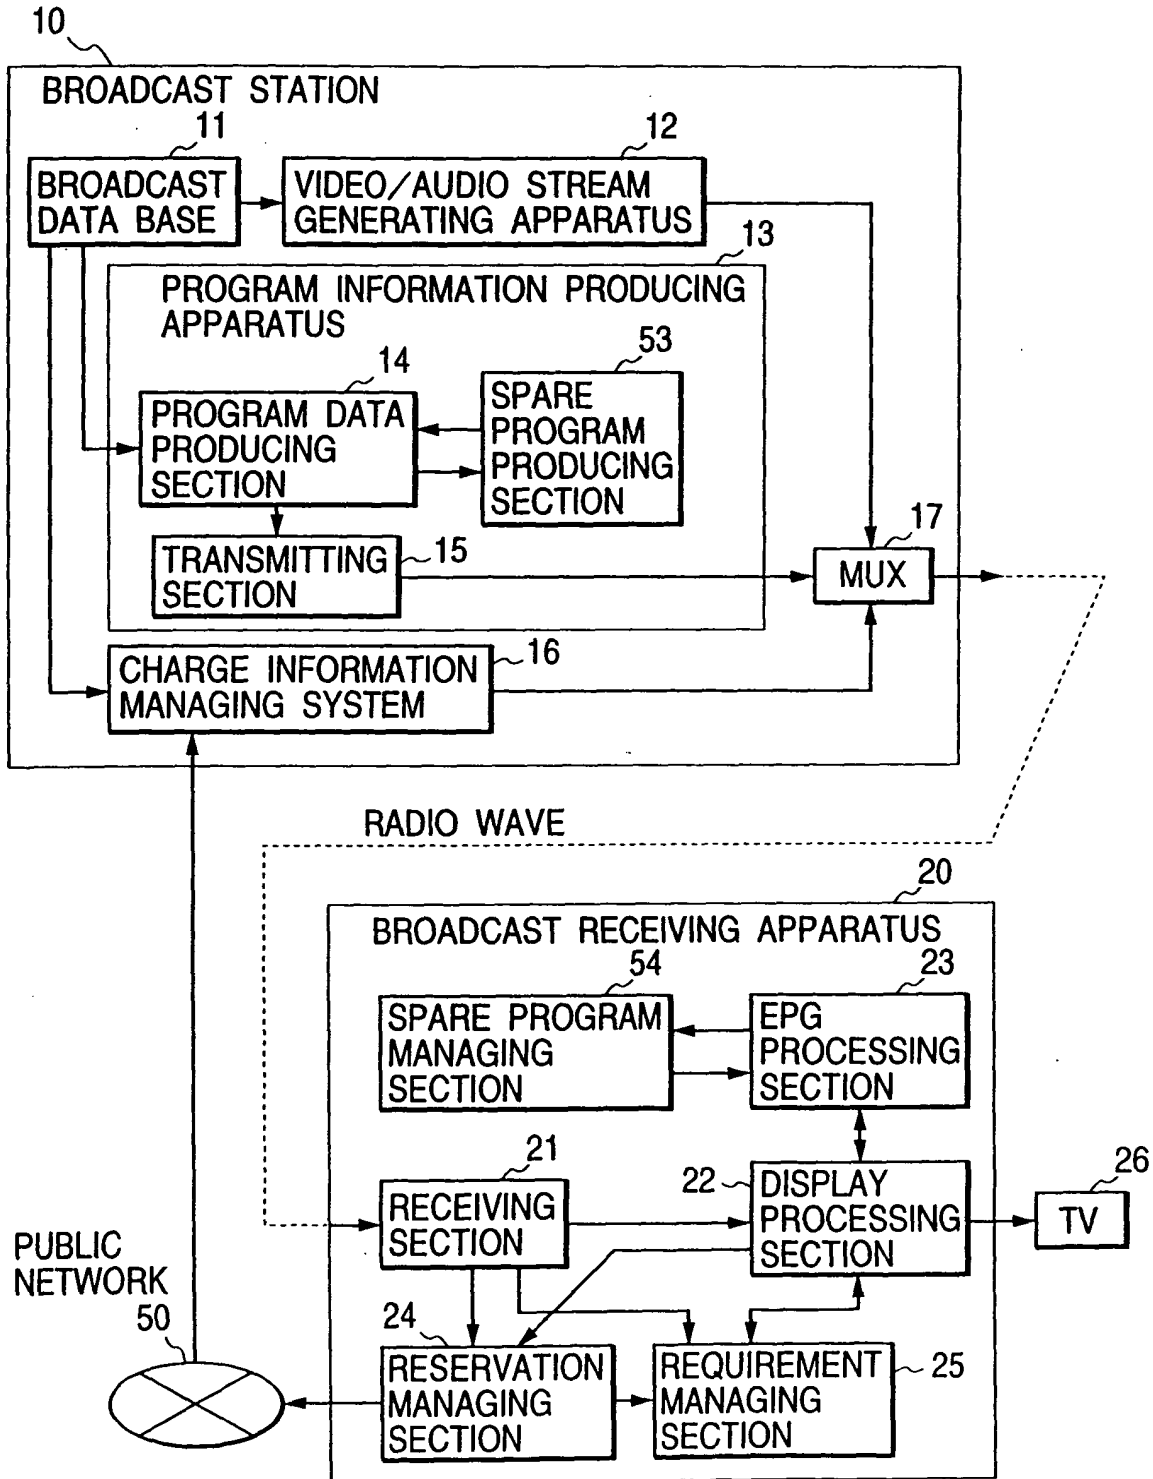 10
BROADCAST STATION
11
12
BROADCAST
DATA BASE
VIDEO/AUDIO STREAM
GENERATING APPARATUS
13
PROGRAM INFORMATION PRODUCING
APPARATUS
14
53
PROGRAM DATA
PRODUCING
SECTION
SPARE
PROGRAM
PRODUCING
SECTION
17
MUX
TRANSMITTING
SECTION
15
16
CHARGE INFORMATION
MANAGING SYSTEM
RADIO WAVE
20
BROADCAST RECEIVING APPARATUS
54
23
SPARE PROGRAM
MANAGING
SECTION
EPG
PROCESSING
SECTION
21
22
RECEIVING
SECTION
DISPLAY
PROCESSING
SECTION
26
TV
PUBLIC
NETWORK
50
24
RESERVATION
MANAGING
SECTION
REQUIREMENT
MANAGING
SECTION
25